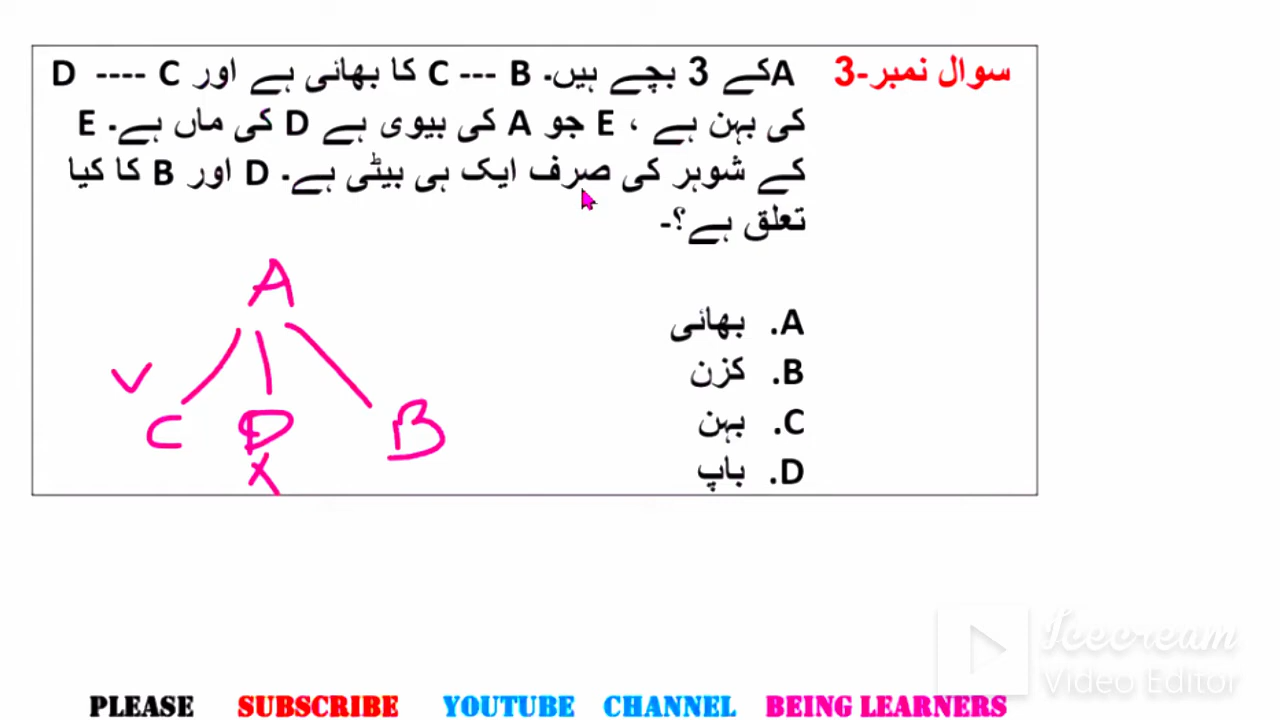 سوال نمبر-3
Aکے 3 بچے ہیں۔ C --- B کا بھائی ہے اور D ---- C
کی بہن ہے ، E جو A کی بیوی ہے D کی ماں ہے۔ E
کے شوہر کی صرف ایک ہی بیٹی ہے۔ D اور B کا کیا
تعلق ہے؟-
A. بھائی
B. کزن
C. بہن
D. باپ
A
C D B
X
Icecream
Video Editor
PLEASE SUBSCRIBE YOUTUBE CHANNEL BEING LEARNERS